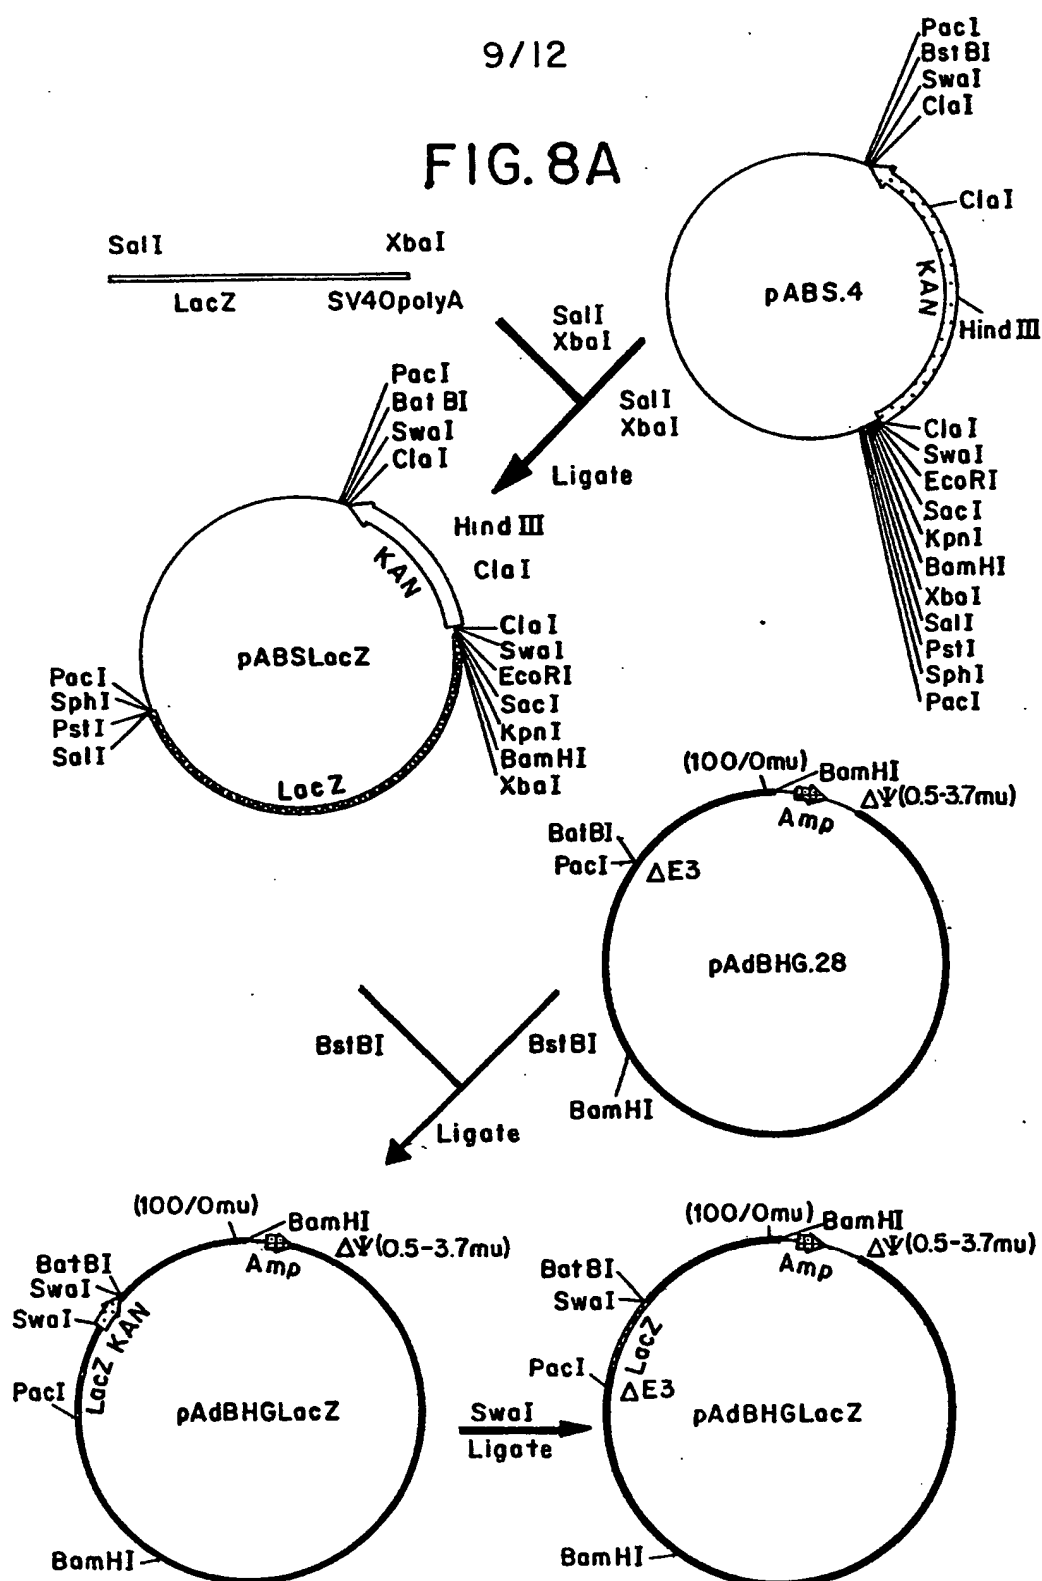 9/12
FIG. 8A
PacI
BstBI
SwaI
ClaI
ClaI
KAN
pABS.4
Hind III
ClaI
SwaI
EcoRI
SacI
KpnI
BamHI
XbaI
SalI
PstI
SphI
PacI
SalI
XbaI
LacZ
SV40polyA
SalI
XbaI
SalI
XbaI
Ligate
PacI
BatBI
SwaI
ClaI
Hind III
ClaI
KAN
pABSLacZ
ClaI
SwaI
EcoRI
SacI
KpnI
BamHI
XbaI
PacI
SphI
PstI
SalI
LacZ
(100/0mu)
BamHI
ΔΨ(0.5-3.7mu)
Amp
BatBI
PacI
ΔE3
pAdBHG.28
BamHI
BstBI
BstBI
Ligate
(100/0mu)
BamHI
ΔΨ(0.5-3.7mu)
Amp
BatBI
SwaI
SwaI
KAN
LacZ
PacI
pAdBHGLacZ
BamHI
SwaI
Ligate
(100/0mu)
BamHI
ΔΨ(0.5-3.7mu)
Amp
BatBI
SwaI
LacZ
PacI
ΔE3
pAdBHGLacZ
BamHI